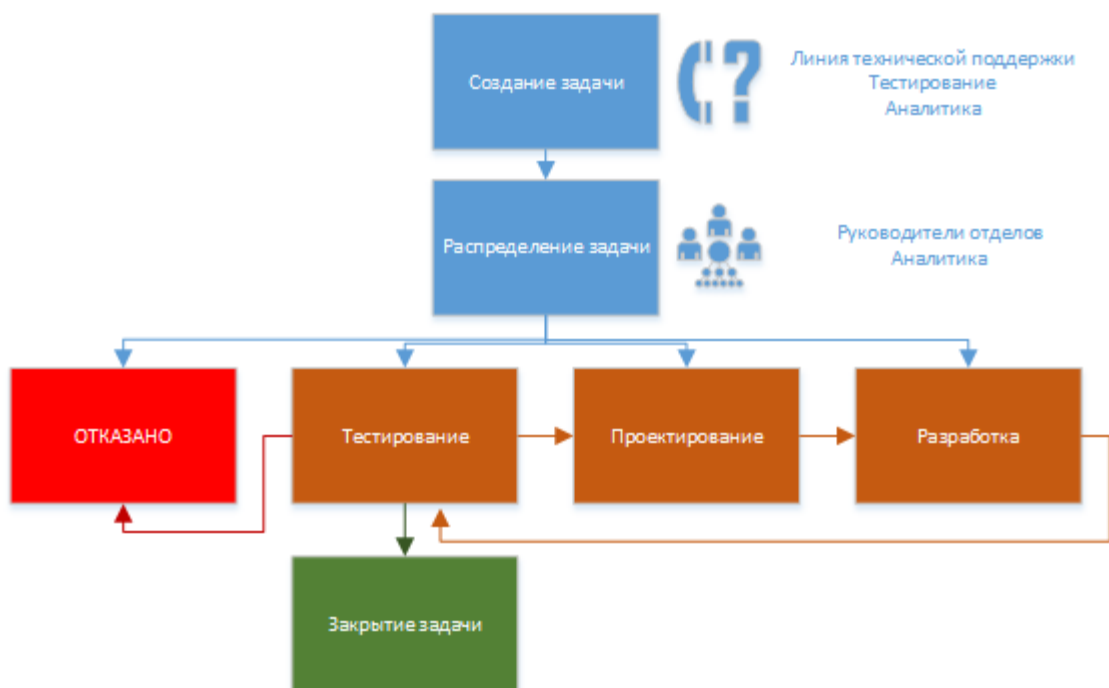 Создание задачи
Линия технической поддержки
Тестирование
Аналитика
Распределение задачи
Руководители отделов
Аналитика
ОТКАЗАНО
Тестирование
Проектирование
Разработка
Закрытие задачи